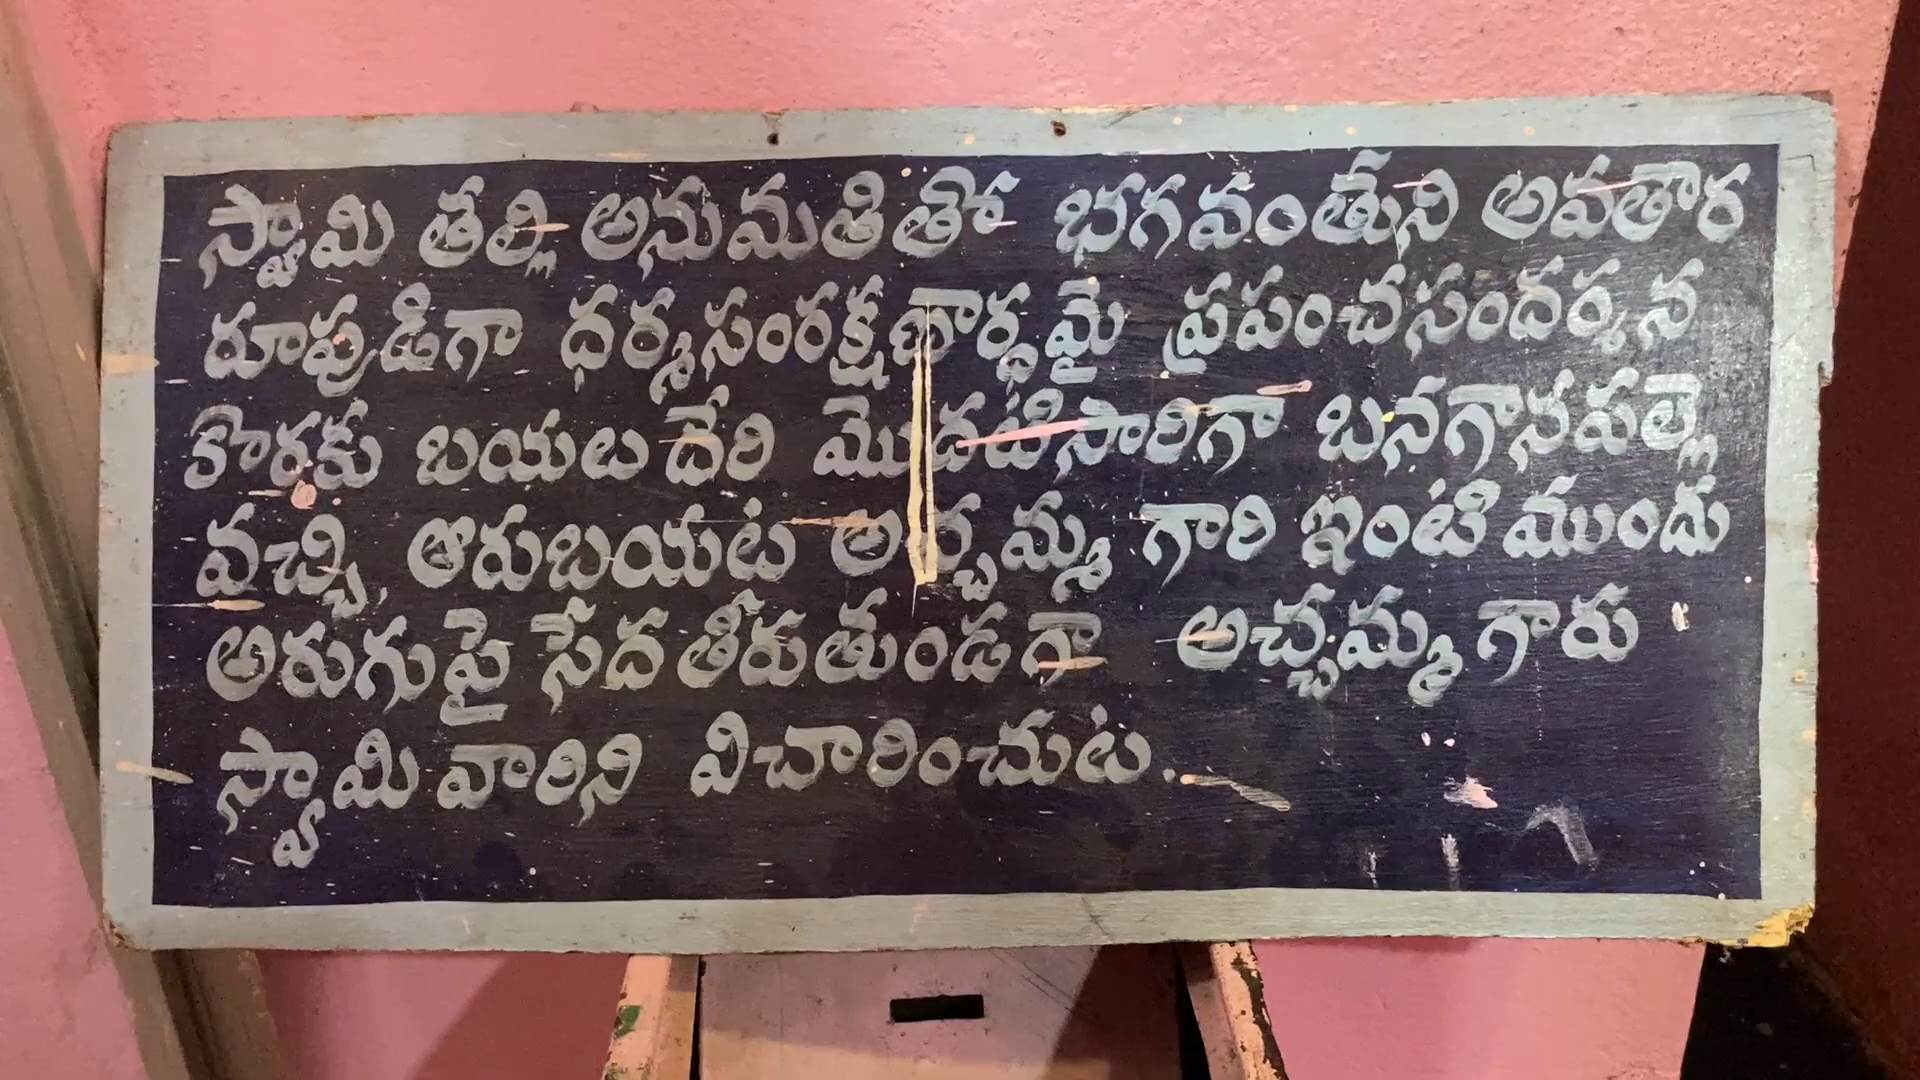 స్వామి తల్లి అనుమతితో భగవంతుని అవతార
రూపుడిగా ధర్మసంరక్షణార్థమై ప్రపంచసందర్శన
కొరకు బయలుదేరి మొదటిసారిగా బనగానపల్లె
వచ్చి, ఆరుబయట అచ్చమ్మ గారి ఇంటి ముందు
అరుగుపై సేద తీరుతుండగా అచ్చమ్మ గారు
స్వామి వారిని విచారించుట.